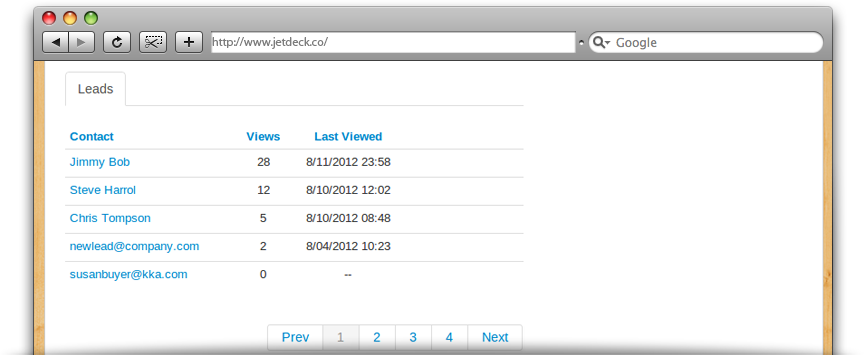 http://www.jetdeck.co/ Google
Leads
Contact Views Last Viewed
Jimmy Bob 28 8/11/2012 23:58
Steve Harrol 12 8/10/2012 12:02
Chris Tompson 5 8/10/2012 08:48
newlead@company.com 2 8/04/2012 10:23
susanbuyer@kka.com 0 --
Prev 1 2 3 4 Next